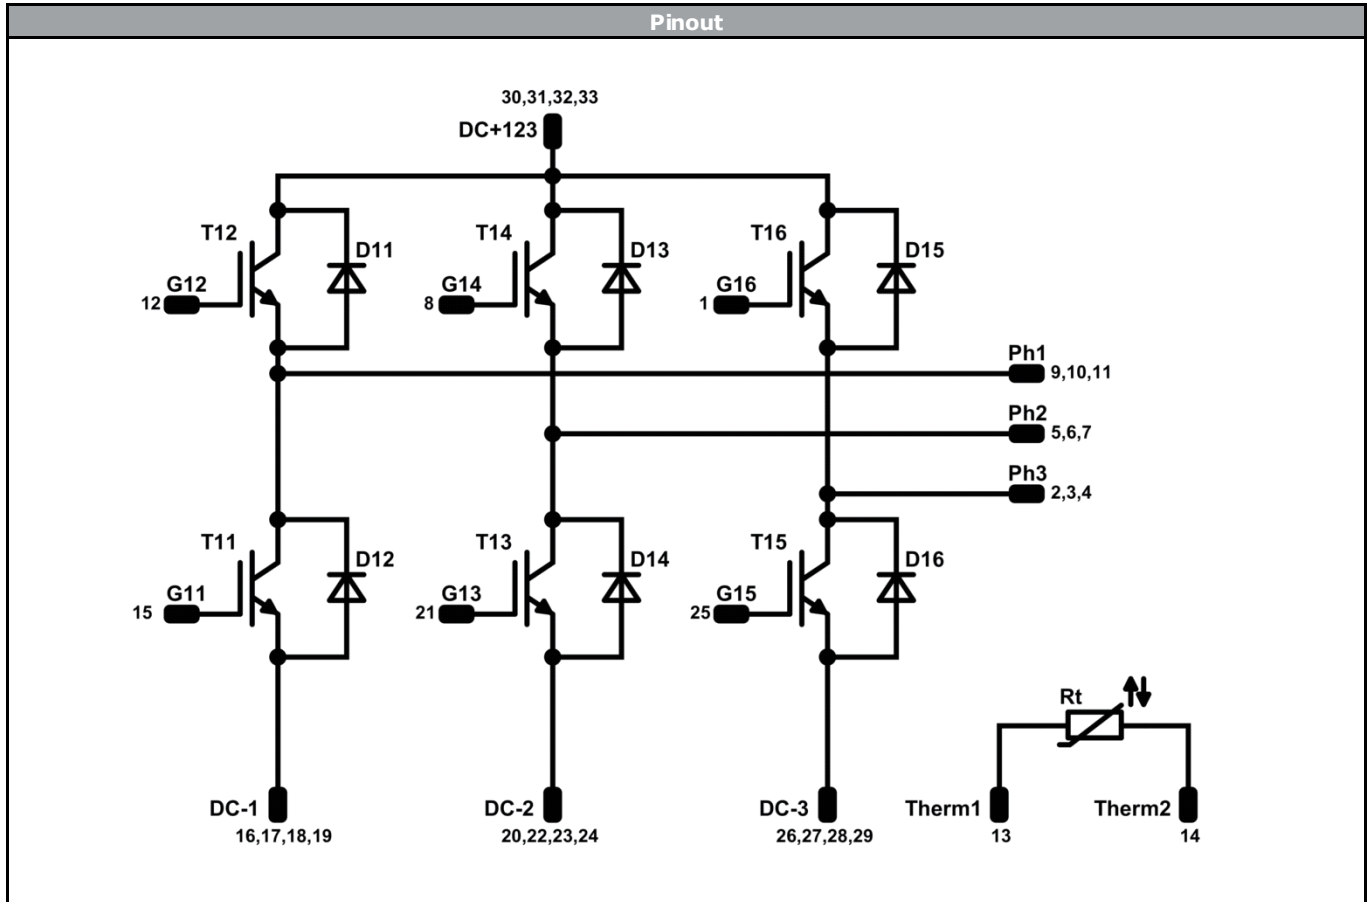 Pinout
30,31,32,33
DC+123
T12
D11
G12
12
T14
D13
G14
8
T16
D15
G16
1
Ph1
9,10,11
Ph2
5,6,7
Ph3
2,3,4
T11
D12
G11
15
T13
D14
G13
21
T15
D16
G15
25
Rt
DC-1
16,17,18,19
DC-2
20,22,23,24
DC-3
26,27,28,29
Therm1
13
Therm2
14